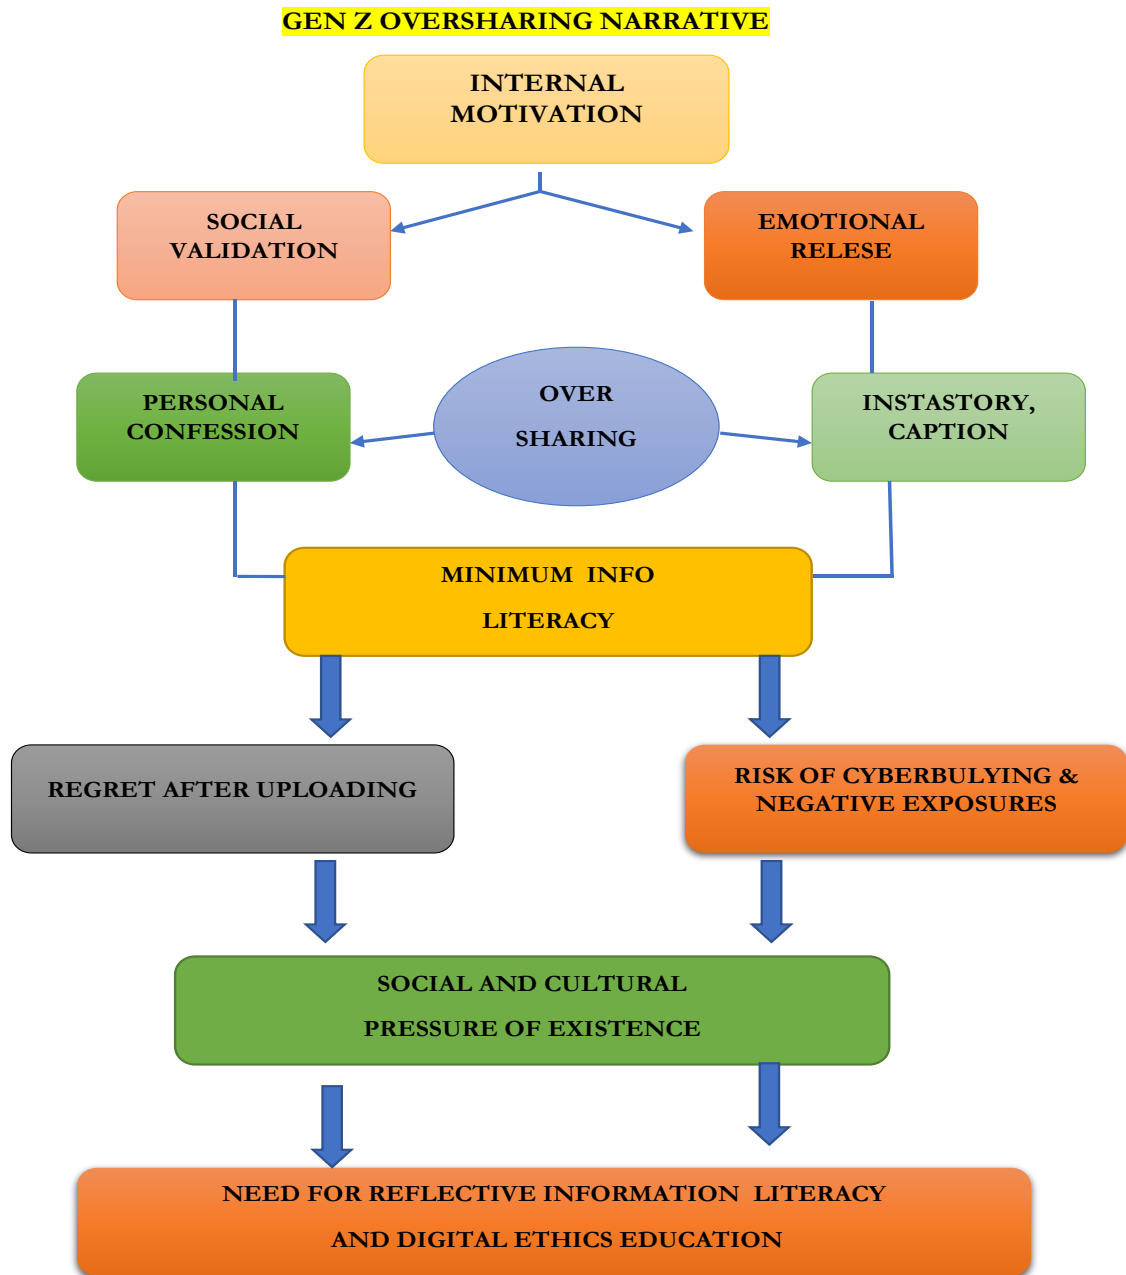 GEN Z OVERSHARING NARRATIVE
INTERNAL
MOTIVATION
SOCIAL
VALIDATION
EMOTIONAL
RELESE
PERSONAL
CONFESSION
OVER
SHARING
INSTASTORY,
CAPTION
MINIMUM INFO
LITERACY
REGRET AFTER UPLOADING
RISK OF CYBERBULYING &
NEGATIVE EXPOSURES
SOCIAL AND CULTURAL
PRESSURE OF EXISTENCE
NEED FOR REFLECTIVE INFORMATION LITERACY
AND DIGITAL ETHICS EDUCATION